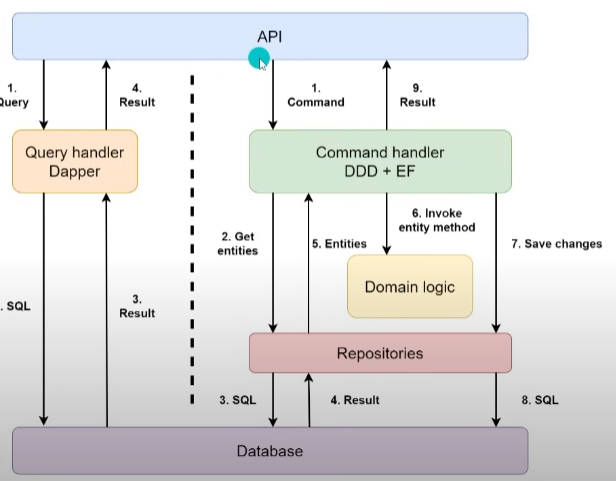 API
1.
Query
4.
Result
1.
Command
9.
Result
Query handler
Dapper
Command handler
DDD + EF
2. Get
entities
5. Entities
6. Invoke
entity method
7. Save changes
Domain logic
. SQL
3.
Result
Repositories
3. SQL
4. Result
8. SQL
Database